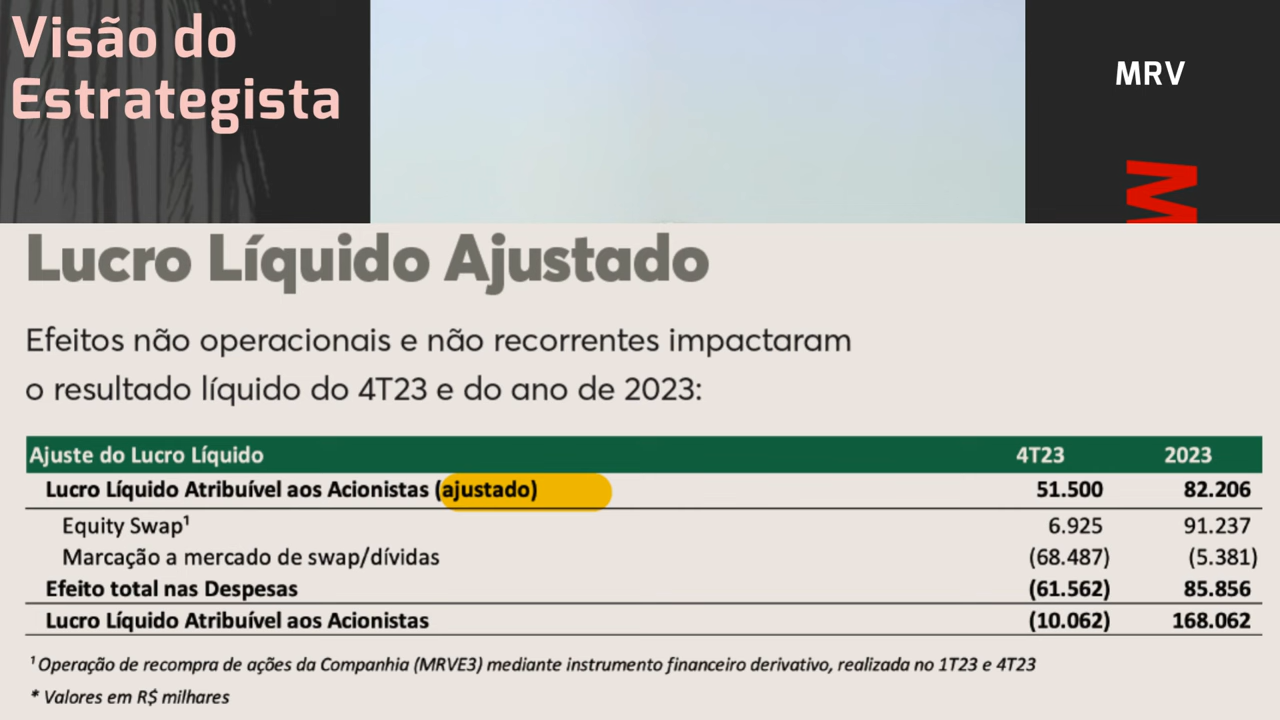 Visão do
Estrategista
MRV
M
Lucro Líquido Ajustado
Efeitos não operacionais e não recorrentes impactaram
o resultado líquido do 4T23 e do ano de 2023:
Ajuste do Lucro Líquido 4T23 2023
Lucro Líquido Atribuível aos Acionistas (ajustado) 51.500 82.206
Equity Swap¹ 6.925 91.237
Marcação a mercado de swap/dívidas (68.487) (5.381)
Efeito total nas Despesas (61.562) 85.856
Lucro Líquido Atribuível aos Acionistas (10.062) 168.062
¹ Operação de recompra de ações da Companhia (MRVE3) mediante instrumento financeiro derivativo, realizada no 1T23 e 4T23
* Valores em R$ milhares